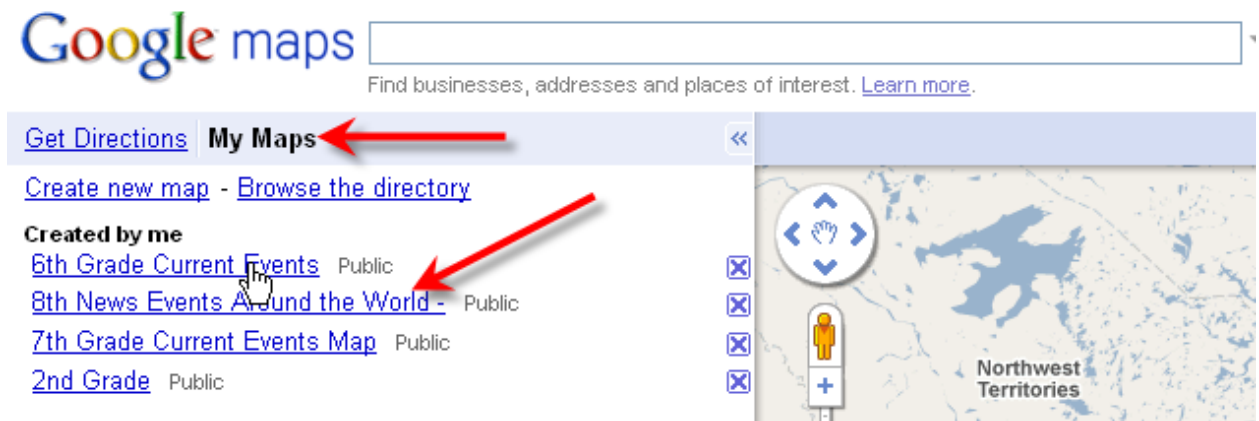 Google maps
Find businesses, addresses and places of interest. Learn more.
Get Directions My Maps
Create new map - Browse the directory
Created by me
6th Grade Current Events Public
8th News Events Around the World - Public
7th Grade Current Events Map Public
2nd Grade Public
Northwest
Territories